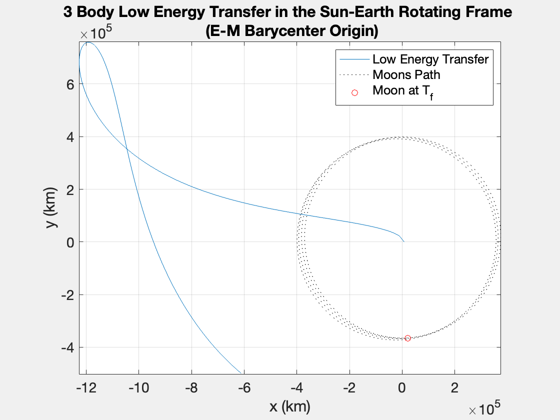 3 Body Low Energy Transfer in the Sun-Earth Rotating Frame
(E-M Barycenter Origin)
×10^5
Low Energy Transfer
Moons Path
Moon at T_f
6
4
2
0
-2
-4
y (km)
-12 -10 -8 -6 -4 -2 0 2
x (km)
×10^5